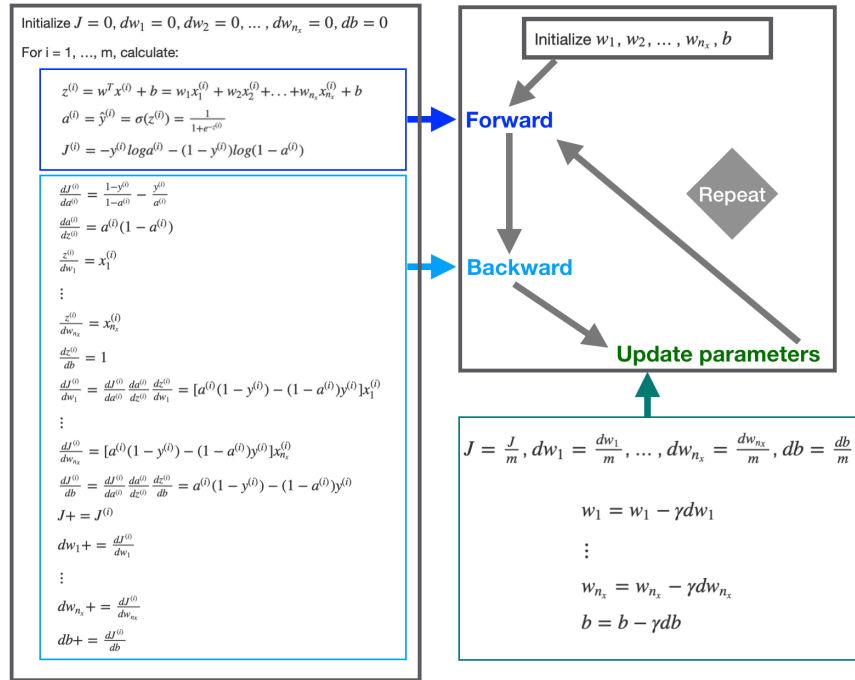 Initialize J = 0, dw₁ = 0, dw₂ = 0, … , dwₙₓ = 0, db = 0
For i = 1, …, m, calculate:
z⁽ⁱ⁾ = wᵀx⁽ⁱ⁾ + b = w₁x₁⁽ⁱ⁾ + w₂x₂⁽ⁱ⁾+. . .+wₙₓxₙₓ⁽ⁱ⁾ + b
a⁽ⁱ⁾ = ŷ⁽ⁱ⁾ = σ(z⁽ⁱ⁾) = 1/(1+e^(-z⁽ⁱ⁾))
J⁽ⁱ⁾ = −y⁽ⁱ⁾loga⁽ⁱ⁾ − (1 − y⁽ⁱ⁾)log(1 − a⁽ⁱ⁾)
dJ⁽ⁱ⁾/da⁽ⁱ⁾ = (1−y⁽ⁱ⁾)/(1−a⁽ⁱ⁾) − y⁽ⁱ⁾/a⁽ⁱ⁾
da⁽ⁱ⁾/dz⁽ⁱ⁾ = a⁽ⁱ⁾(1 − a⁽ⁱ⁾)
z⁽ⁱ⁾/dw₁ = x₁⁽ⁱ⁾
⋮
z⁽ⁱ⁾/dwₙₓ = xₙₓ⁽ⁱ⁾
dz⁽ⁱ⁾/db = 1
dJ⁽ⁱ⁾/dw₁ = dJ⁽ⁱ⁾/da⁽ⁱ⁾ da⁽ⁱ⁾/dz⁽ⁱ⁾ dz⁽ⁱ⁾/dw₁ = [a⁽ⁱ⁾(1 − y⁽ⁱ⁾) − (1 − a⁽ⁱ⁾)y⁽ⁱ⁾]x₁⁽ⁱ⁾
⋮
dJ⁽ⁱ⁾/dwₙₓ = [a⁽ⁱ⁾(1 − y⁽ⁱ⁾) − (1 − a⁽ⁱ⁾)y⁽ⁱ⁾]xₙₓ⁽ⁱ⁾
dJ⁽ⁱ⁾/db = dJ⁽ⁱ⁾/da⁽ⁱ⁾ da⁽ⁱ⁾/dz⁽ⁱ⁾ dz⁽ⁱ⁾/db = a⁽ⁱ⁾(1 − y⁽ⁱ⁾) − (1 − a⁽ⁱ⁾)y⁽ⁱ⁾
J+ = J⁽ⁱ⁾
dw₁+ = dJ⁽ⁱ⁾/dw₁
⋮
dwₙₓ+ = dJ⁽ⁱ⁾/dwₙₓ
db+ = dJ⁽ⁱ⁾/db
Initialize w₁, w₂, … , wₙₓ, b
Forward
Repeat
Backward
Update parameters
J = J/m, dw₁ = dw₁/m, … , dwₙₓ = dwₙₓ/m, db = db/m
w₁ = w₁ − γdw₁
⋮
wₙₓ = wₙₓ − γdwₙₓ
b = b − γdb